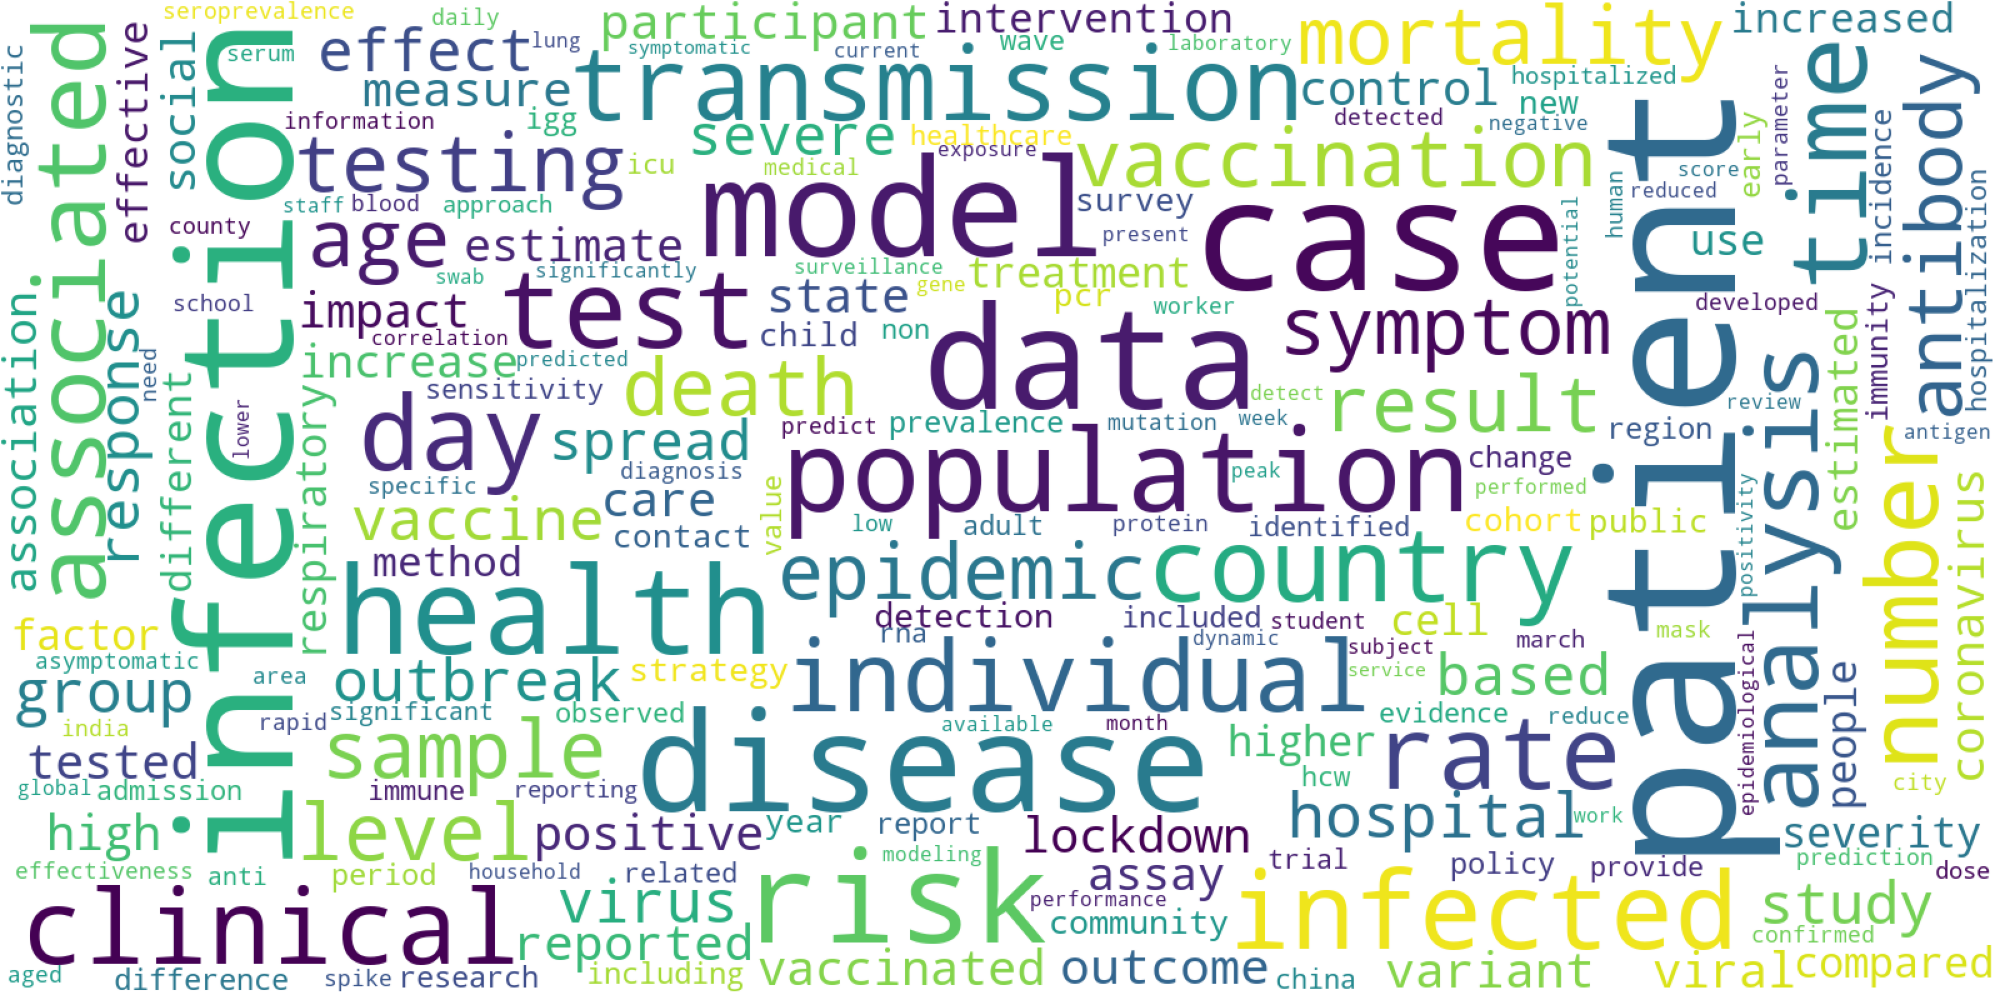 seroprevalence
daily
participant
intervention
mortality
increased
diagnostic
associated
effective
social
infection
serum
effect
lung
symptomatic
current
wave
laboratory
measure
transmission
control
hospitalized
new
time
antibody
information
igg
severe
healthcare
exposure
detected
negative
early
parameter
incidence
testing
icu
medical
model
vaccination
patient
score
reduced
human
potential
hospitalization
county
staff
blood
approach
survey
present
case
use
age
estimate
swab
significantly
surveillance
gene
treatment
pcr
worker
developed
school
impact
correlation
test
state
child
non
data
symptom
association
response
need
different
lower
respiratory
increase
predicted
sensitivity
death
detect
result
review
estimated
immunity
antigen
day
spread
predict
prevalence
mutation
week
region
analysis
diagnosis
specific
population
peak
change
performed
positivity
number
coronavirus
vaccine
care
contact
value
low
adult
protein
identified
cohort
public
method
health
epidemic
country
factor
detection
included
student
cell
march
mask
rna
dynamic
subject
service
epidemiological
people
asymptomatic
area
outbreak
strategy
individual
based
group
significant
observed
available
month
evidence
reduce
india
rapid
sample
disease
higher
rate
tested
hcw
global
admission
immune
reporting
city
high
level
positive
year
report
lockdown
hospital
work
severity
effectiveness
anti
period
household
related
modeling
risk
assay
trial
policy
provide
prediction
dose
clinical
virus
performance
community
infected
study
reported
confirmed
aged
difference
spike
research
including
vaccinated
outcome
china
variant
viral
compared